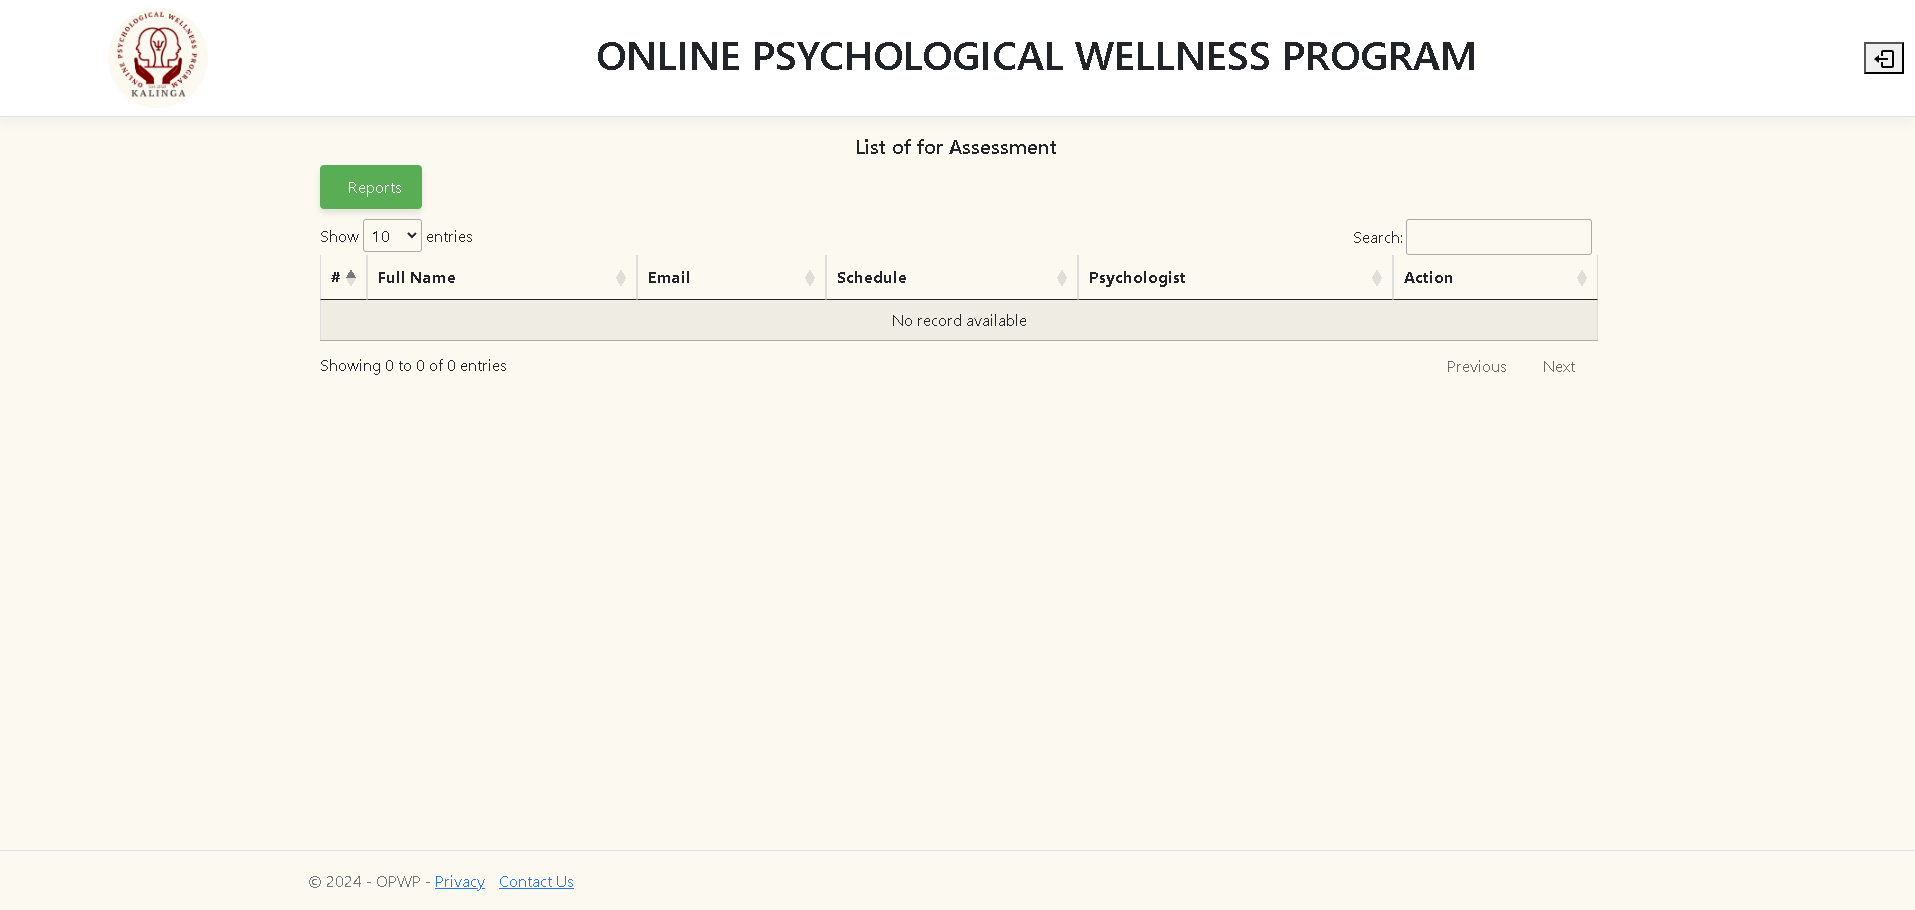 ONLINE PSYCHOLOGICAL WELLNESS PROGRAM
KALINGA
ONLINE PSYCHOLOGICAL WELLNESS PROGRAM
List of for Assessment
Reports
Show 10 entries
Search:
# Full Name Email Schedule Psychologist Action
No record available
Showing 0 to 0 of 0 entries
Previous Next
© 2024 - OPWP - Privacy Contact Us